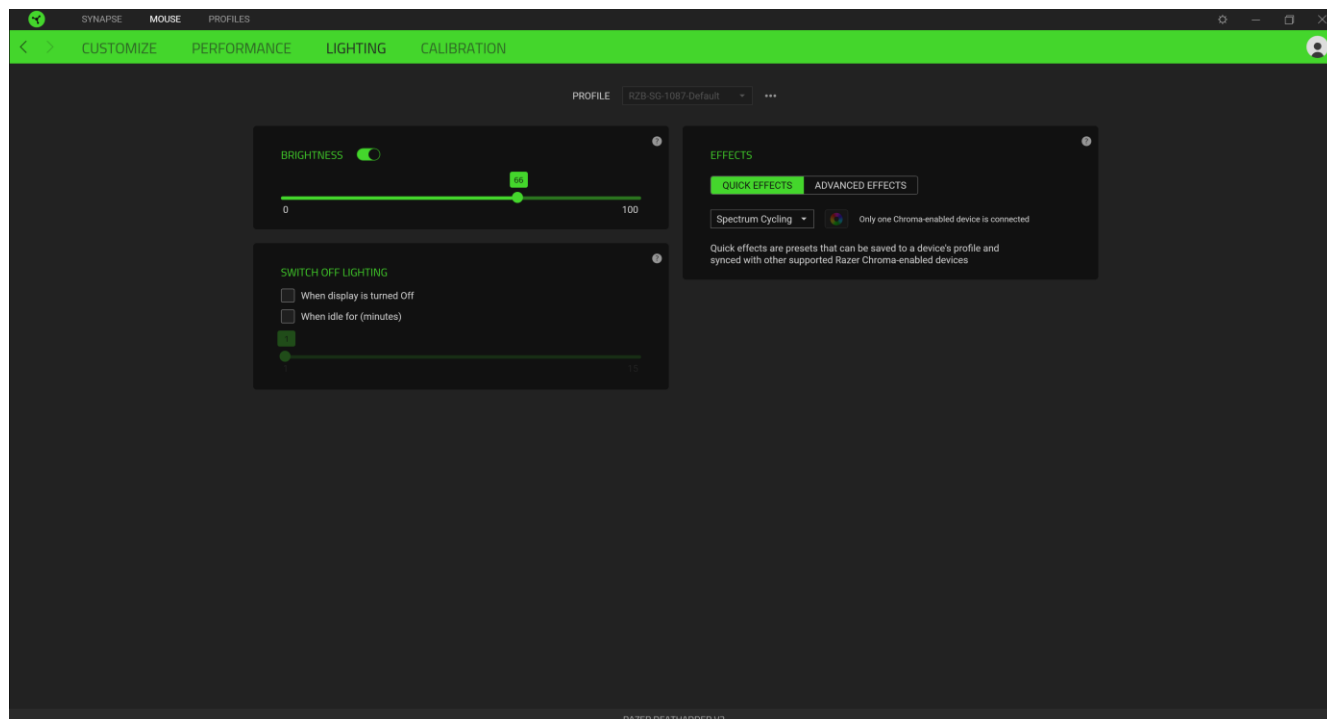 SYNAPSE MOUSE PROFILES
CUSTOMIZE PERFORMANCE LIGHTING CALIBRATION
PROFILE RZB-SG-1087-Default
BRIGHTNESS
66
0 100
SWITCH OFF LIGHTING
When display is turned Off
When idle for (minutes)
1
1 15
EFFECTS
QUICK EFFECTS ADVANCED EFFECTS
Spectrum Cycling Only one Chroma-enabled device is connected
Quick effects are presets that can be saved to a device's profile and
synced with other supported Razer Chroma-enabled devices